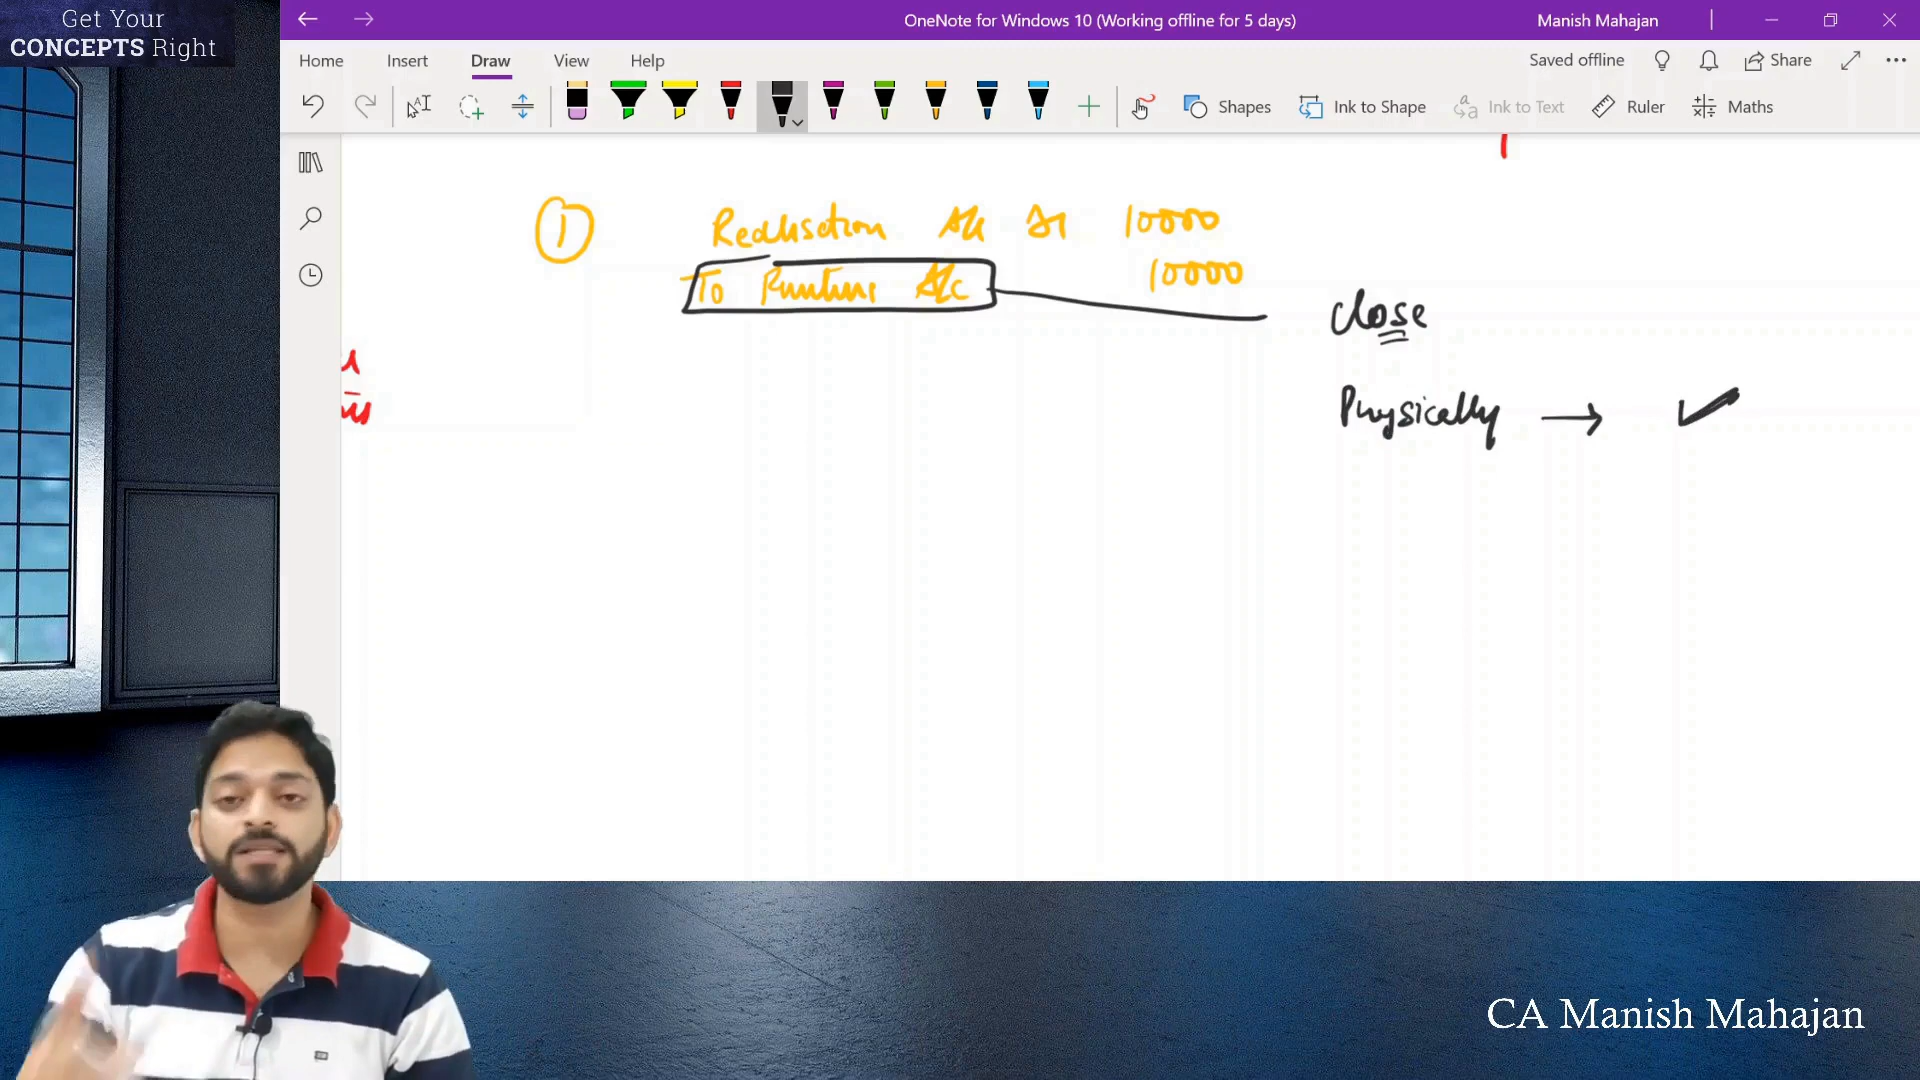 Get Your
CONCEPTS Right
OneNote for Windows 10 (Working offline for 5 days)
Manish Mahajan
Home Insert Draw View Help
Saved offline
Share
Shapes
Ink to Shape
Ink to Text
Ruler
Maths
1 Realisation A/c Dr 10000
To Furniture A/c 10000
close
Physically → ✓
CA Manish Mahajan